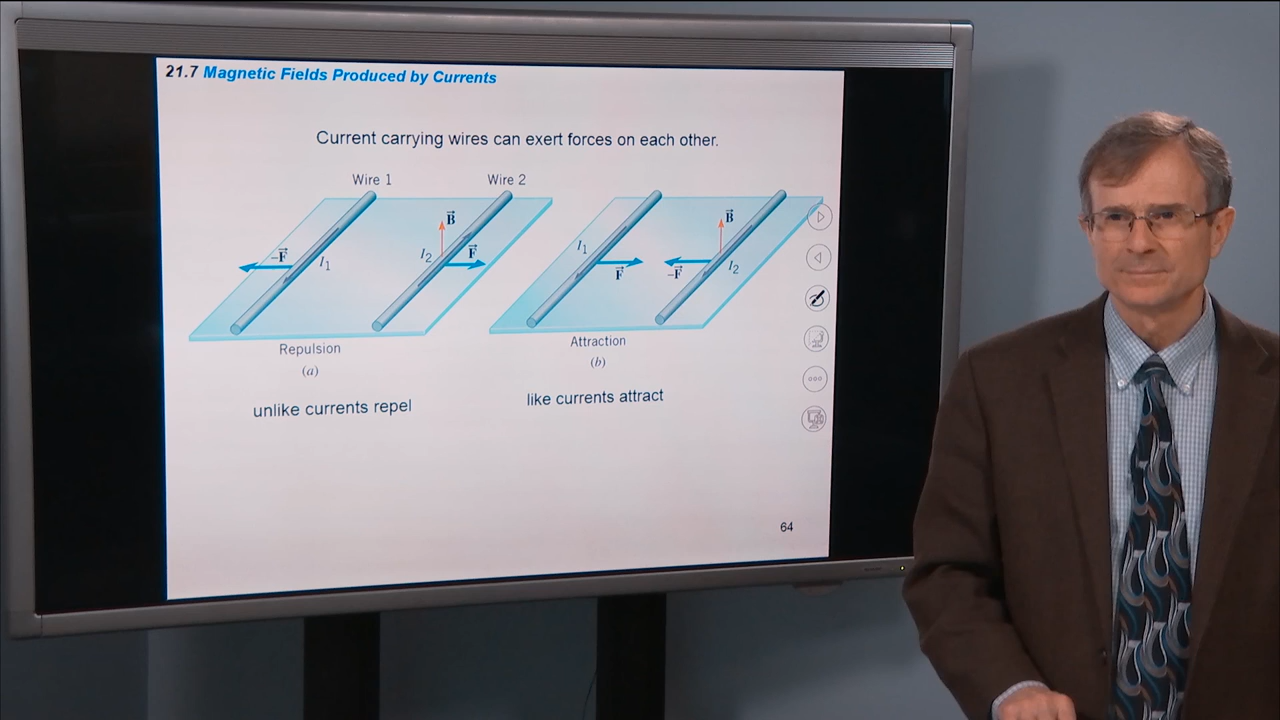 21.7 Magnetic Fields Produced by Currents
Current carrying wires can exert forces on each other.
Wire 1
Wire 2
B
-F
I1
I2
F
B
I1
F
-F
I2
Repulsion
(a)
Attraction
(b)
unlike currents repel
like currents attract
64